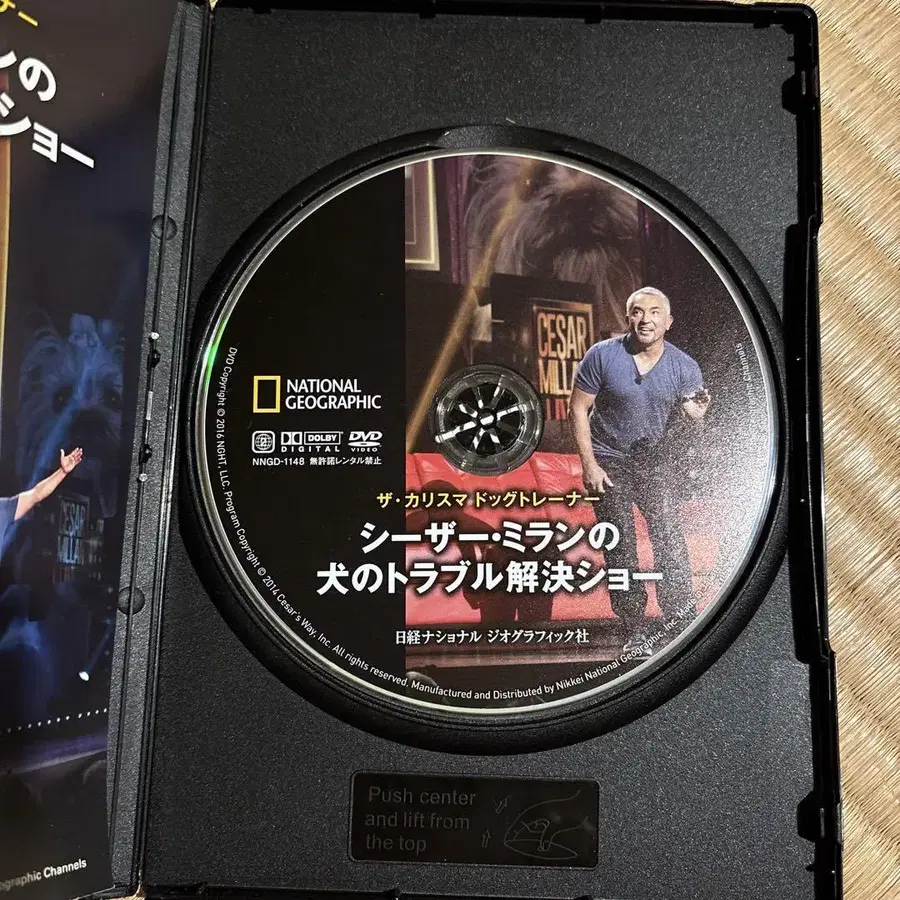 ンの
ショー
CESAR
CESAR
MILLA
LIV
NATIONAL
GEOGRAPHIC
DOLBY
DIGITAL
DVD
VIDEO
NNGD-1148 無許諾レンタル禁止
ザ・カリスマ ドッグトレーナー
シーザー・ミランの
犬のトラブル解決ショー
日経ナショナル ジオグラフィック社
DVD Copyright © 2016 NGHT, LLC. Program Copyright © 2014 Cesar's Way, Inc. All rights reserved. Manufactured and Distributed by Nikkei National Geographic, Inc.
Channels
Push center
and lift from
the top
ographic Channels